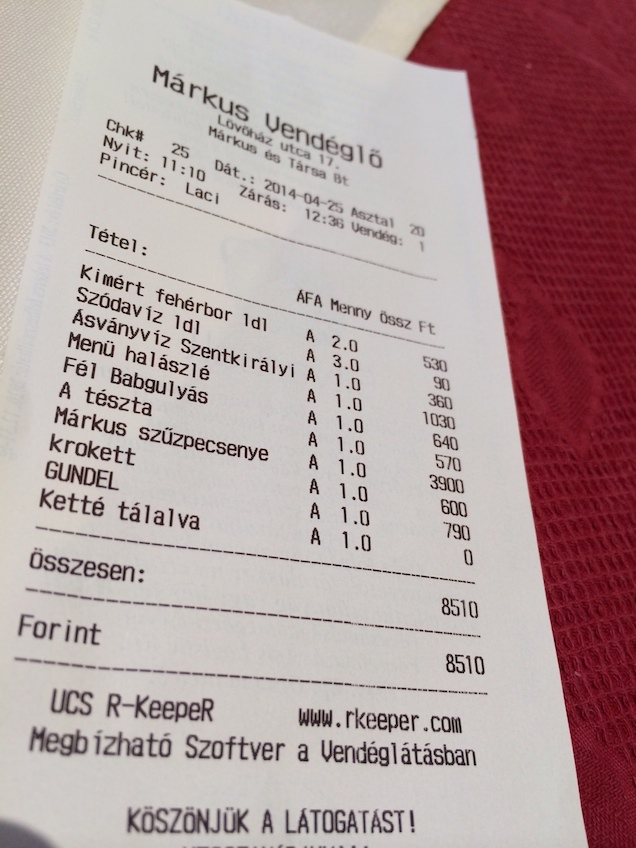 Márkus Vendéglő
Lövőház utca 17.
Márkus és Társa Bt
Chk# 25 Dát.: 2014-04-25 Asztal 20
Nyit: 11:10 Zárás: 12:36 Vendég: 1
Pincér: Laci
Tétel: ÁFA Menny össz Ft
Kimért fehérbor 1dl A 2.0 530
Szódavíz 1dl A 3.0 90
Ásványvíz Szentkirályi A 1.0 360
Menü halászlé A 1.0 1030
Fél Babgulyás A 1.0 640
A tészta A 1.0 570
Márkus szűzpecsenye A 1.0 3900
krokett A 1.0 600
GUNDEL A 1.0 790
Ketté tálalva A 1.0 0
összesen: 8510
Forint 8510
UCS R-KeepeR www.rkeeper.com
Megbízható Szoftver a Vendéglátásban
KÖSZÖNJÜK A LÁTOGATÁST!